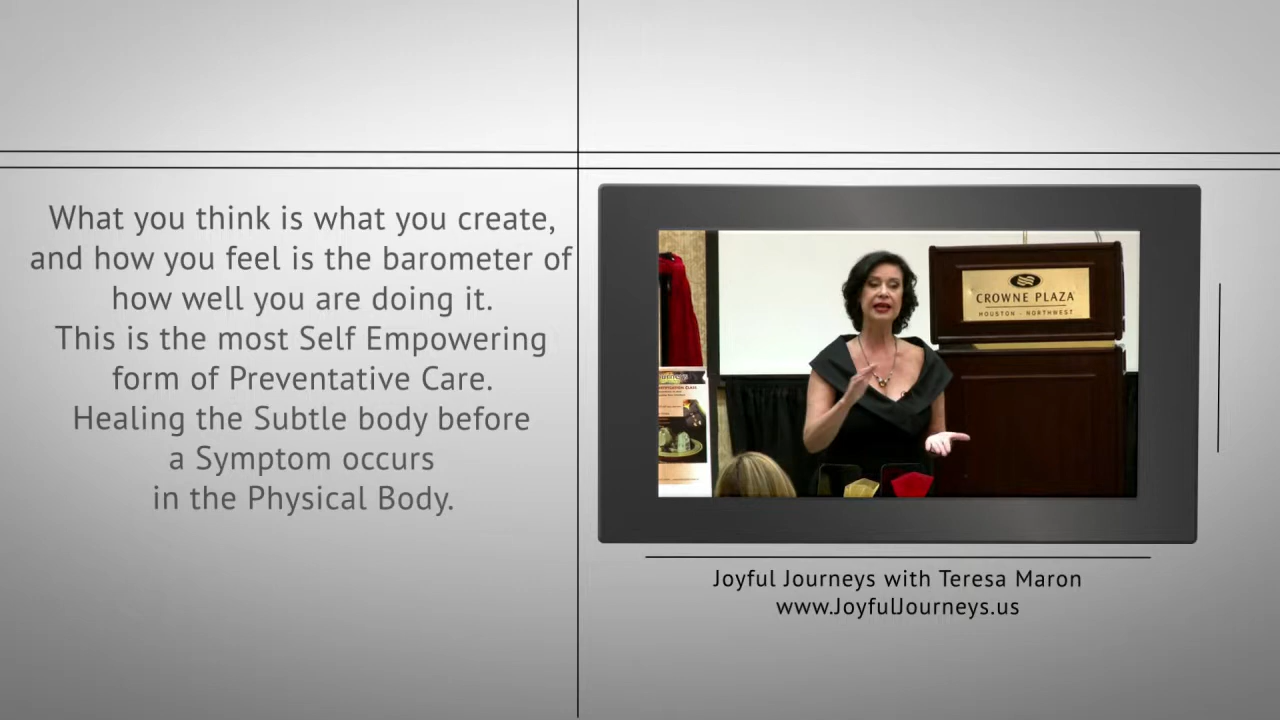 What you think is what you create,
and how you feel is the barometer of
how well you are doing it.
This is the most Self Empowering
form of Preventative Care.
Healing the Subtle body before
a Symptom occurs
in the Physical Body.
CROWNE PLAZA
HOUSTON - NORTHWEST
Joyful Journeys with Teresa Maron
www.JoyfulJourneys.us